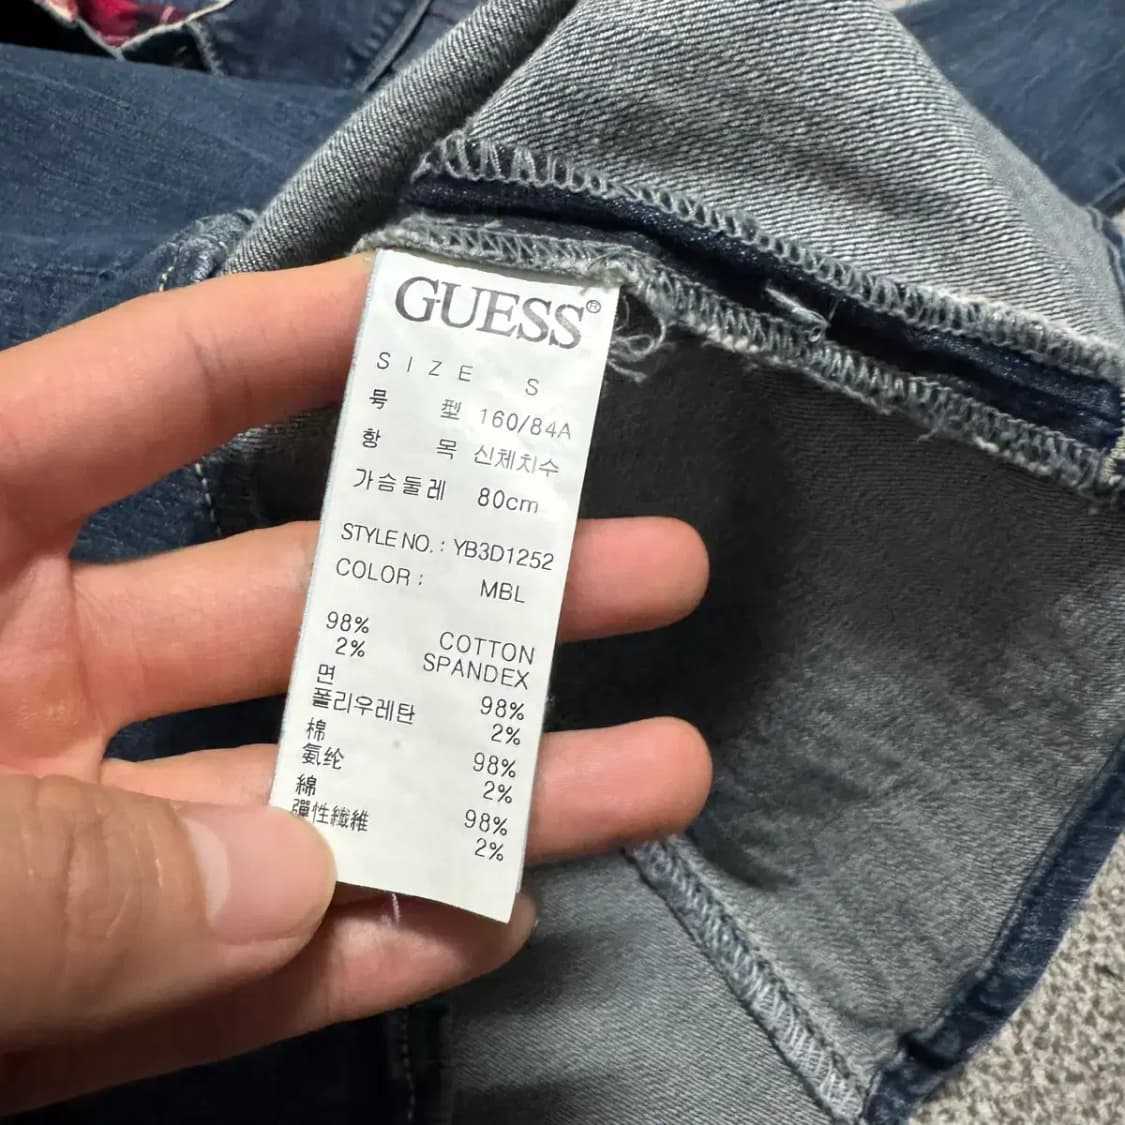 GUESS®
SIZE S
号型 160/84A
항목 신체치수
가슴둘레 80cm
STYLE NO. : YB3D1252
COLOR : MBL
98% COTTON
2% SPANDEX
면 98%
폴리우레탄 2%
棉 98%
氨纶 2%
綿 98%
彈性纖維 2%